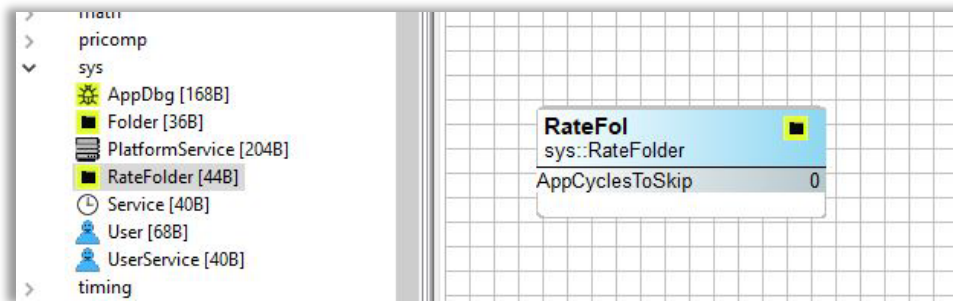 math
pricomp
sys
AppDbg [168B]
Folder [36B]
PlatformService [204B]
RateFolder [44B]
Service [40B]
User [68B]
UserService [40B]
timing
RateFol
sys::RateFolder
AppCyclesToSkip 0